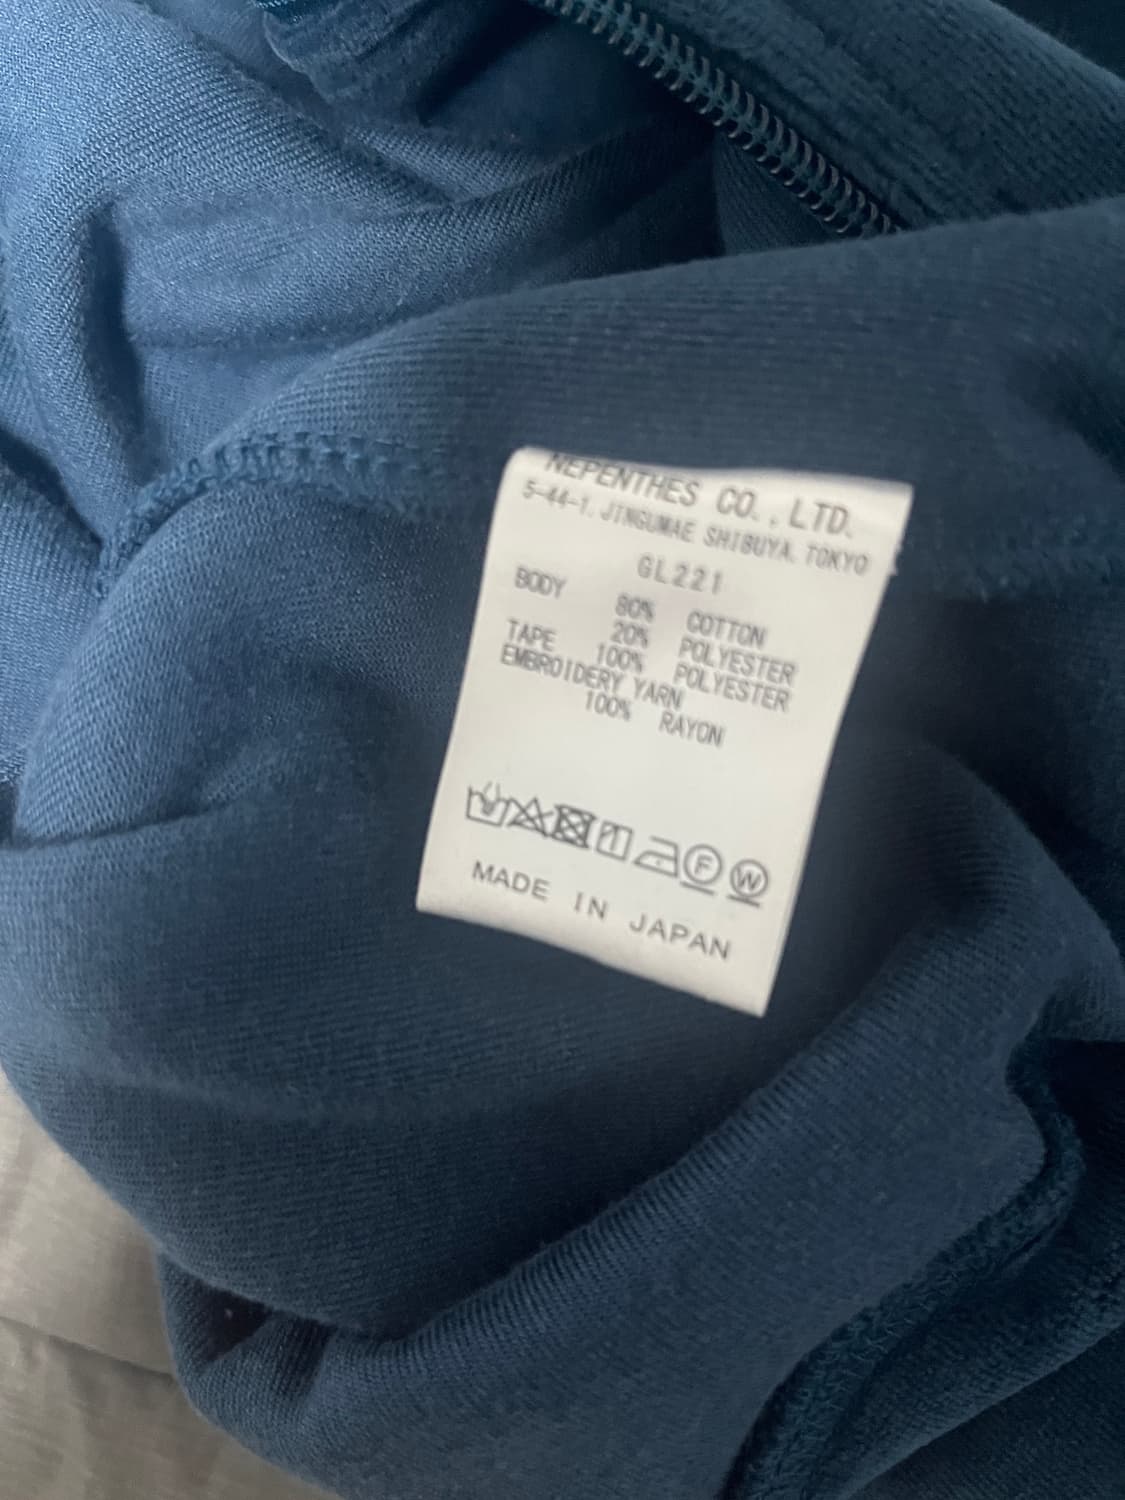 NEPENTHES CO., LTD.
5-44-1, JINGUMAE SHIBUYA, TOKYO
GL221
BODY 80% COTTON
20% POLYESTER
TAPE 100% POLYESTER
EMBROIDERY YARN
100% RAYON
F W
MADE IN JAPAN